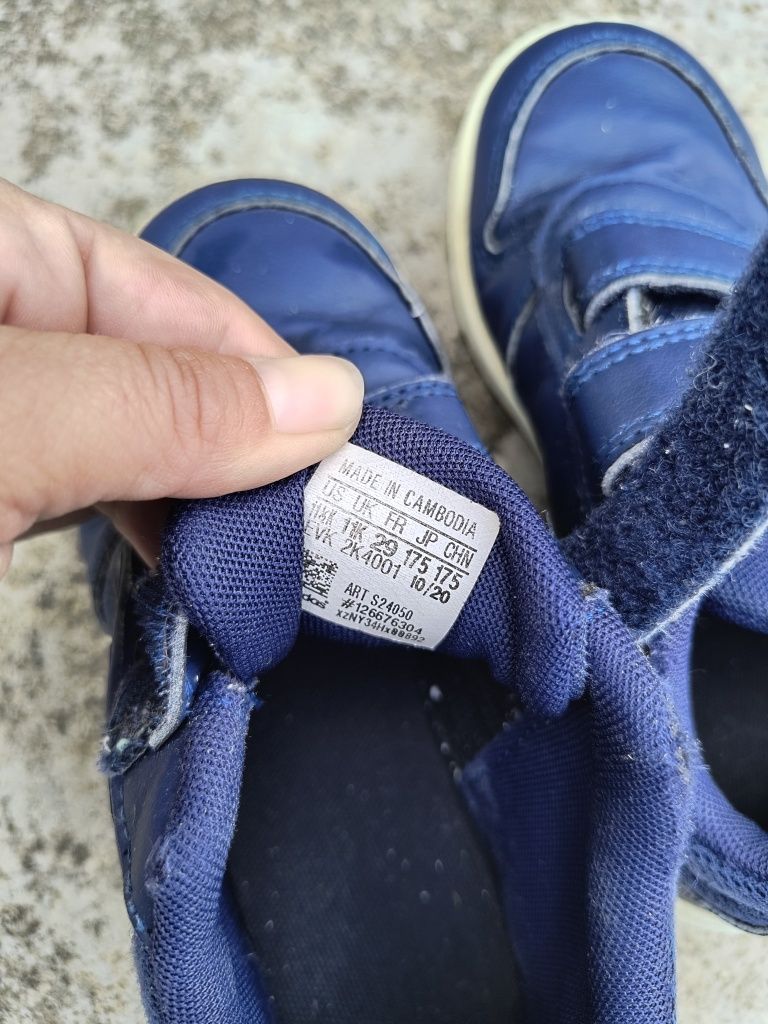 MADE IN CAMBODIA
US UK FR JP CHN
11K 29 175 175
EVK 2K4001 10/20
ART S24050
#126676304
XZNY34H